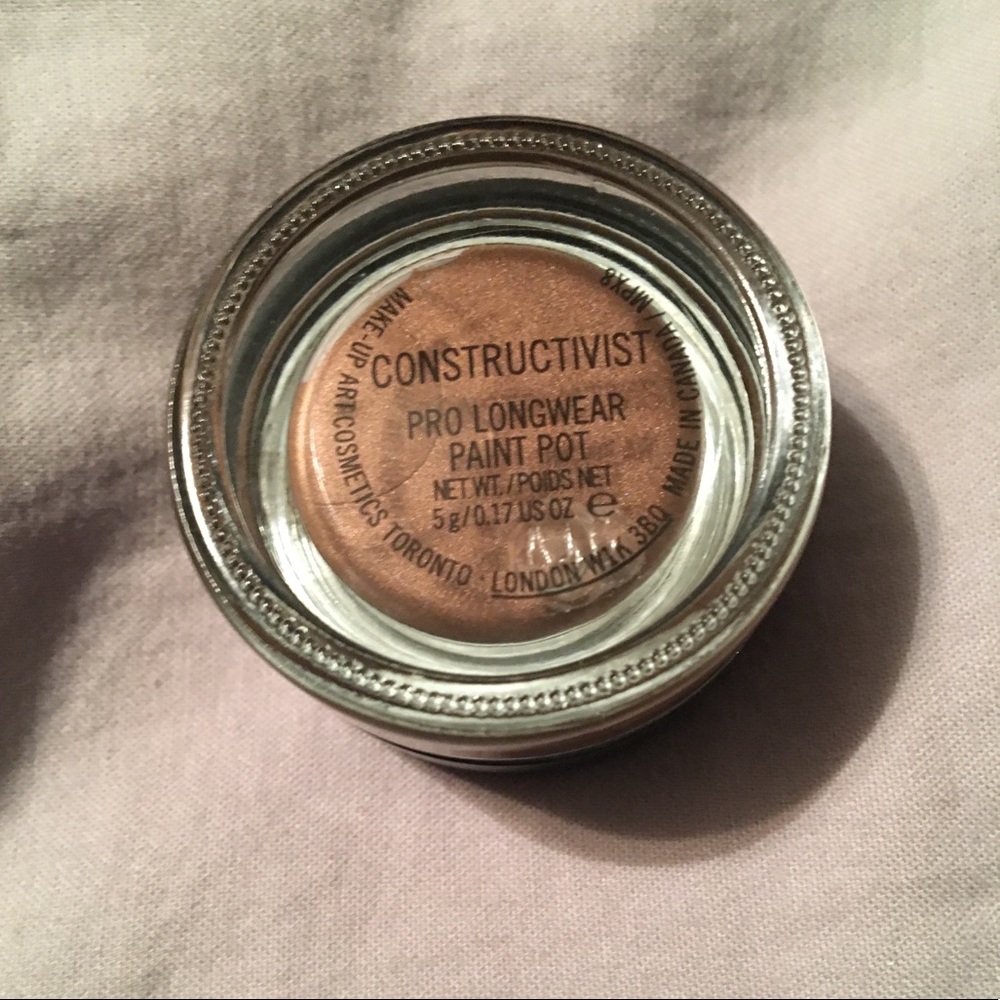 CONSTRUCTIVIST
PRO LONGWEAR
PAINT POT
NET WT./POIDS NET
5 g/0.17 US OZ ℮
MAKE-UP ART COSMETICS TORONTO · LONDON W1K 3BQ MADE IN CANADA / MPX8